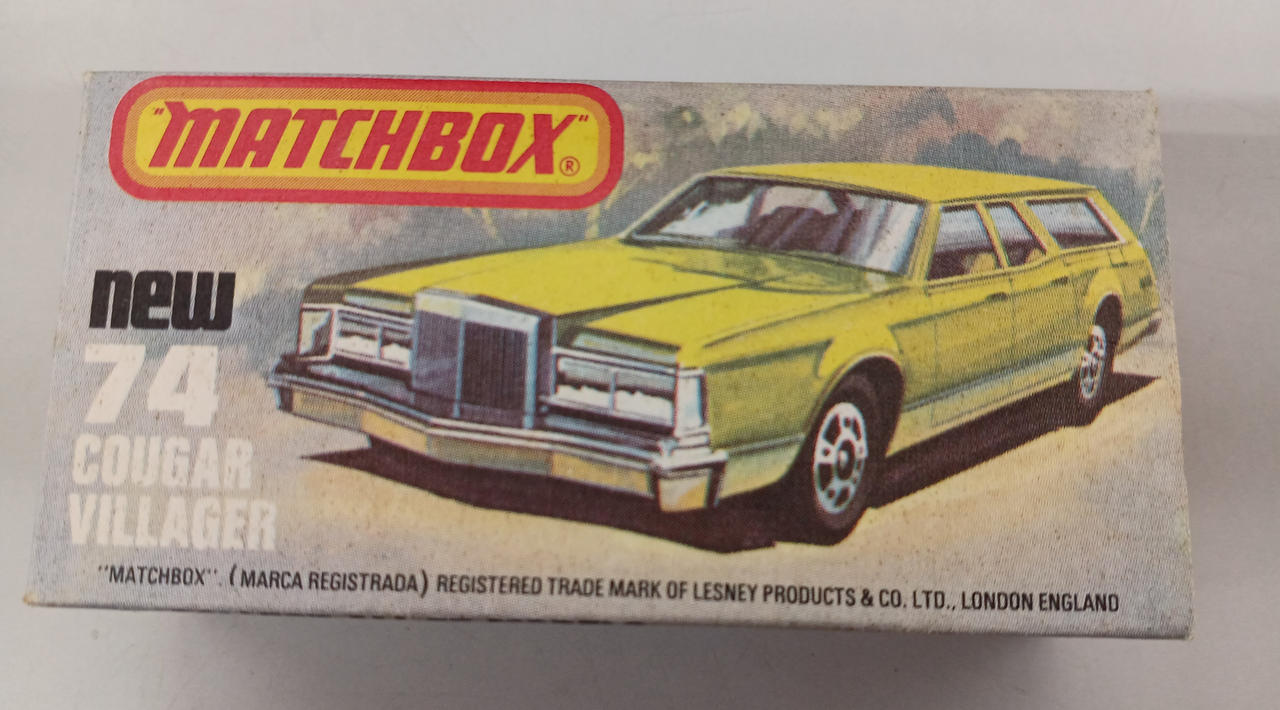 "MATCHBOX"®
new
74
COUGAR
VILLAGER
"MATCHBOX". (MARCA REGISTRADA) REGISTERED TRADE MARK OF LESNEY PRODUCTS & CO. LTD., LONDON ENGLAND